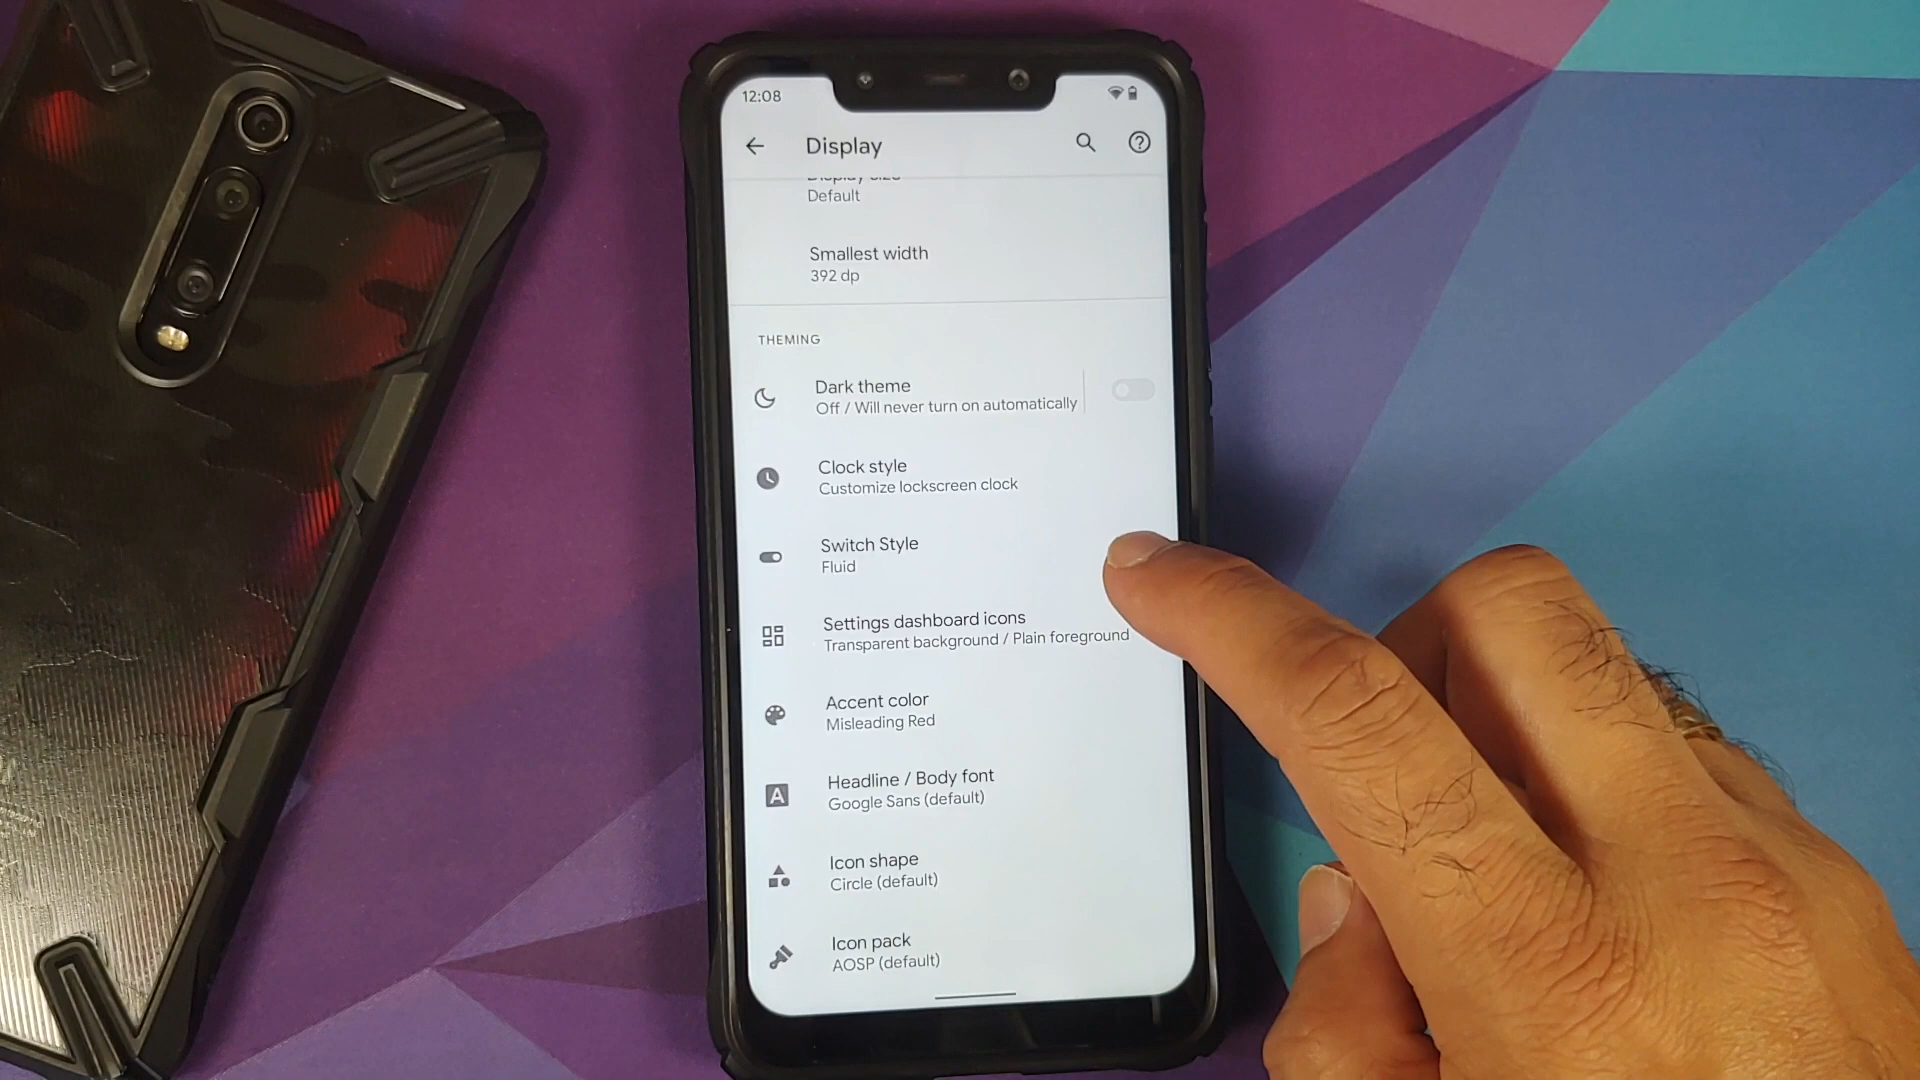 12:08
Display
Display size
Default
Smallest width
392 dp
THEMING
Dark theme
Off / Will never turn on automatically
Clock style
Customize lockscreen clock
Switch Style
Fluid
Settings dashboard icons
Transparent background / Plain foreground
Accent color
Misleading Red
A
Headline / Body font
Google Sans (default)
Icon shape
Circle (default)
Icon pack
AOSP (default)